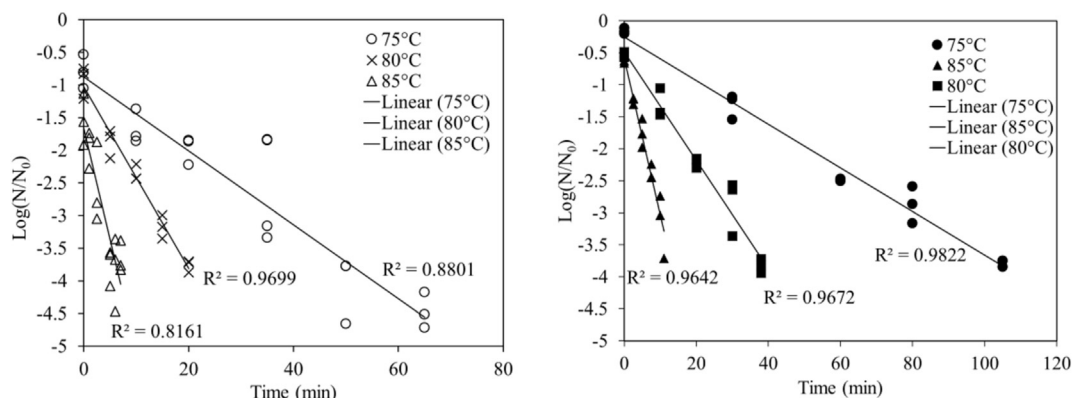 0
-0.5
-1
-1.5
-2
-2.5
-3
-3.5
-4
-4.5
-5
Log(N/N0)
0
20
40
60
80
Time (min)
75°C
80°C
85°C
Linear (75°C)
Linear (80°C)
Linear (85°C)
R² = 0.8801
R² = 0.9699
R² = 0.8161
0
-0.5
-1
-1.5
-2
-2.5
-3
-3.5
-4
-4.5
-5
Log(N/N0)
0
20
40
60
80
100
120
Time (min)
75°C
85°C
80°C
Linear (75°C)
Linear (85°C)
Linear (80°C)
R² = 0.9822
R² = 0.9642
R² = 0.9672